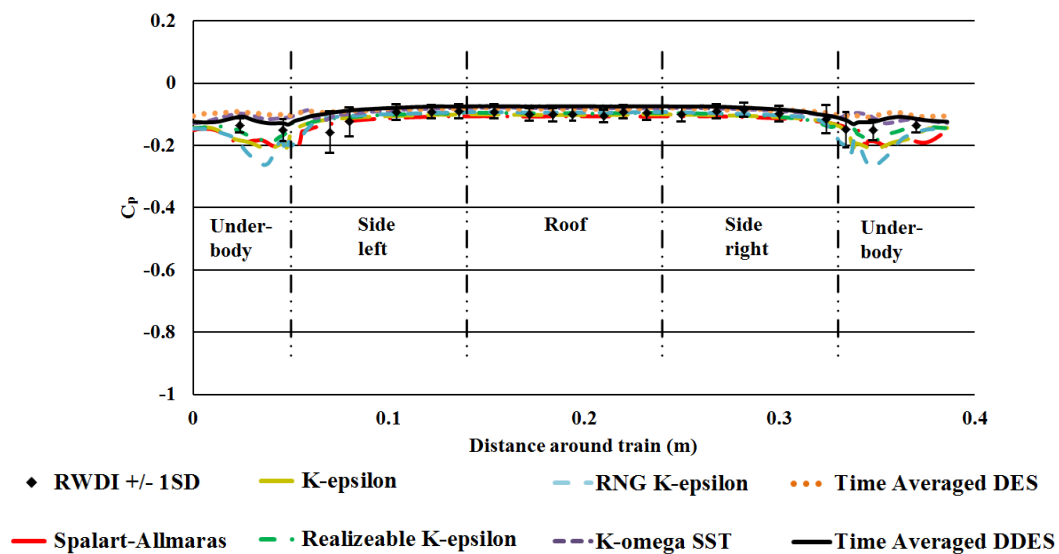 0.2
0
-0.2
-0.4
-0.6
-0.8
-1
C_P
Under-
body
Side
left
Roof
Side
right
Under-
body
0
0.1
0.2
0.3
0.4
Distance around train (m)
RWDI +/- 1SD
K-epsilon
RNG K-epsilon
Time Averaged DES
Spalart-Allmaras
Realizeable K-epsilon
K-omega SST
Time Averaged DDES